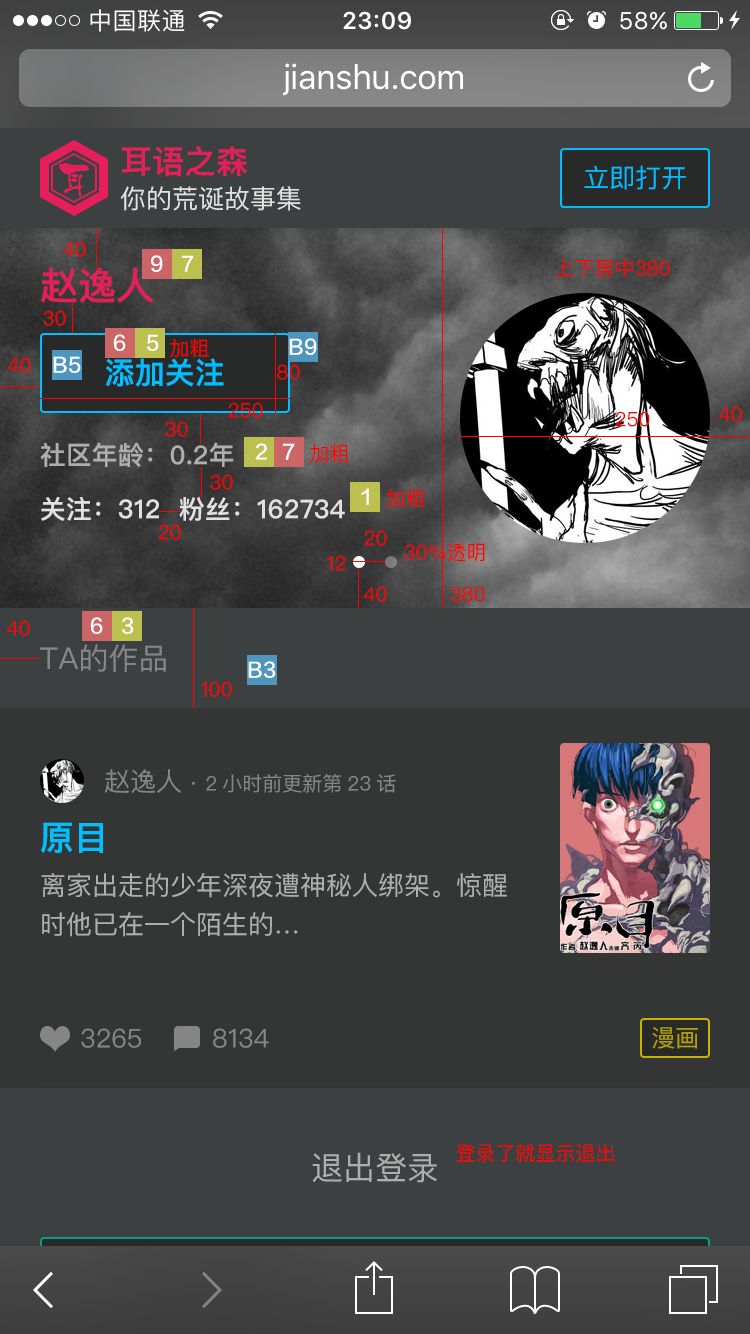 中国联通 23:09 58%
jianshu.com
耳语之森
你的荒诞故事集
立即打开
40
9 7
上下居中380
赵逸人
30
6 5 加粗
B9
40
B5
添加关注
80
250
40
250
30
社区年龄：0.2年 2 7 加粗
30
关注：312 粉丝：162734 1 加粗
20
20
12
30%透明
40
380
6 3
40
TA的作品
B3
100
赵逸人 · 2 小时前更新第 23 话
原目
离家出走的少年深夜遭神秘人绑架。惊醒
时他已在一个陌生的...
原目
3265 8134
漫画
退出登录
登录了就显示退出